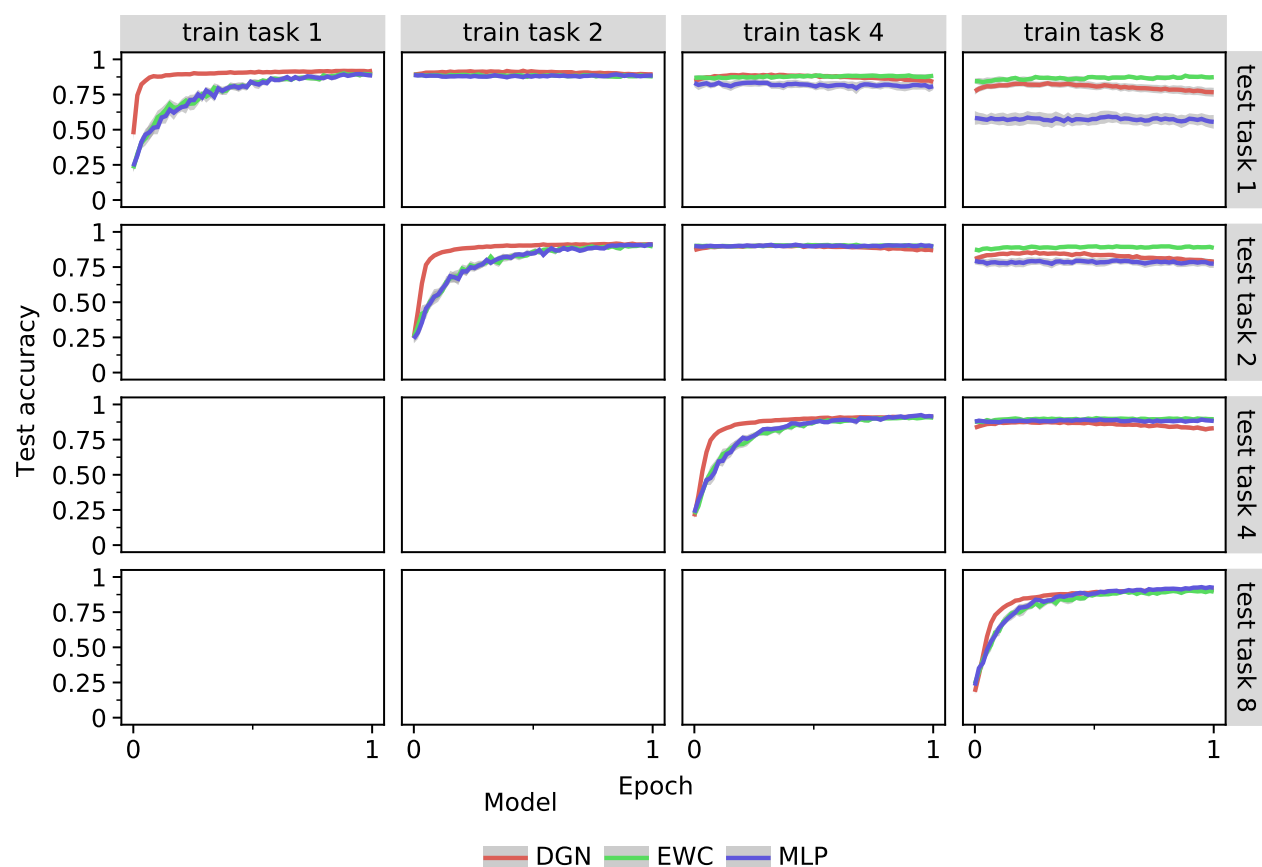 train task 1 train task 2 train task 4 train task 8
1
0.75
0.50
0.25
0
test task 1
1
0.75
0.50
0.25
0
test task 2
1
0.75
0.50
0.25
0
test task 4
1
0.75
0.50
0.25
0
test task 8
Test accuracy
0 1 0 1 0 1 0 1
Epoch
Model
DGN EWC MLP